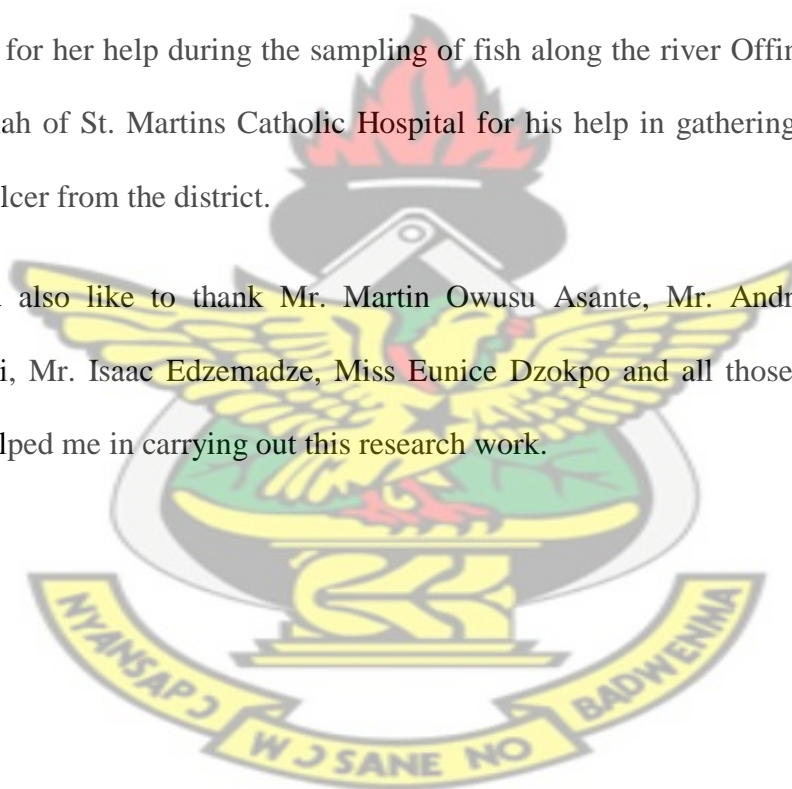 for her help during the sampling of fish along the river Offin
ah of St. Martins Catholic Hospital for his help in gathering
lcer from the district.
also like to thank Mr. Martin Owusu Asante, Mr. Andr
i, Mr. Isaac Edzemadze, Miss Eunice Dzokpo and all those
lped me in carrying out this research work.
NYANSAPƆ
WƆSANE NO
BADWENMA